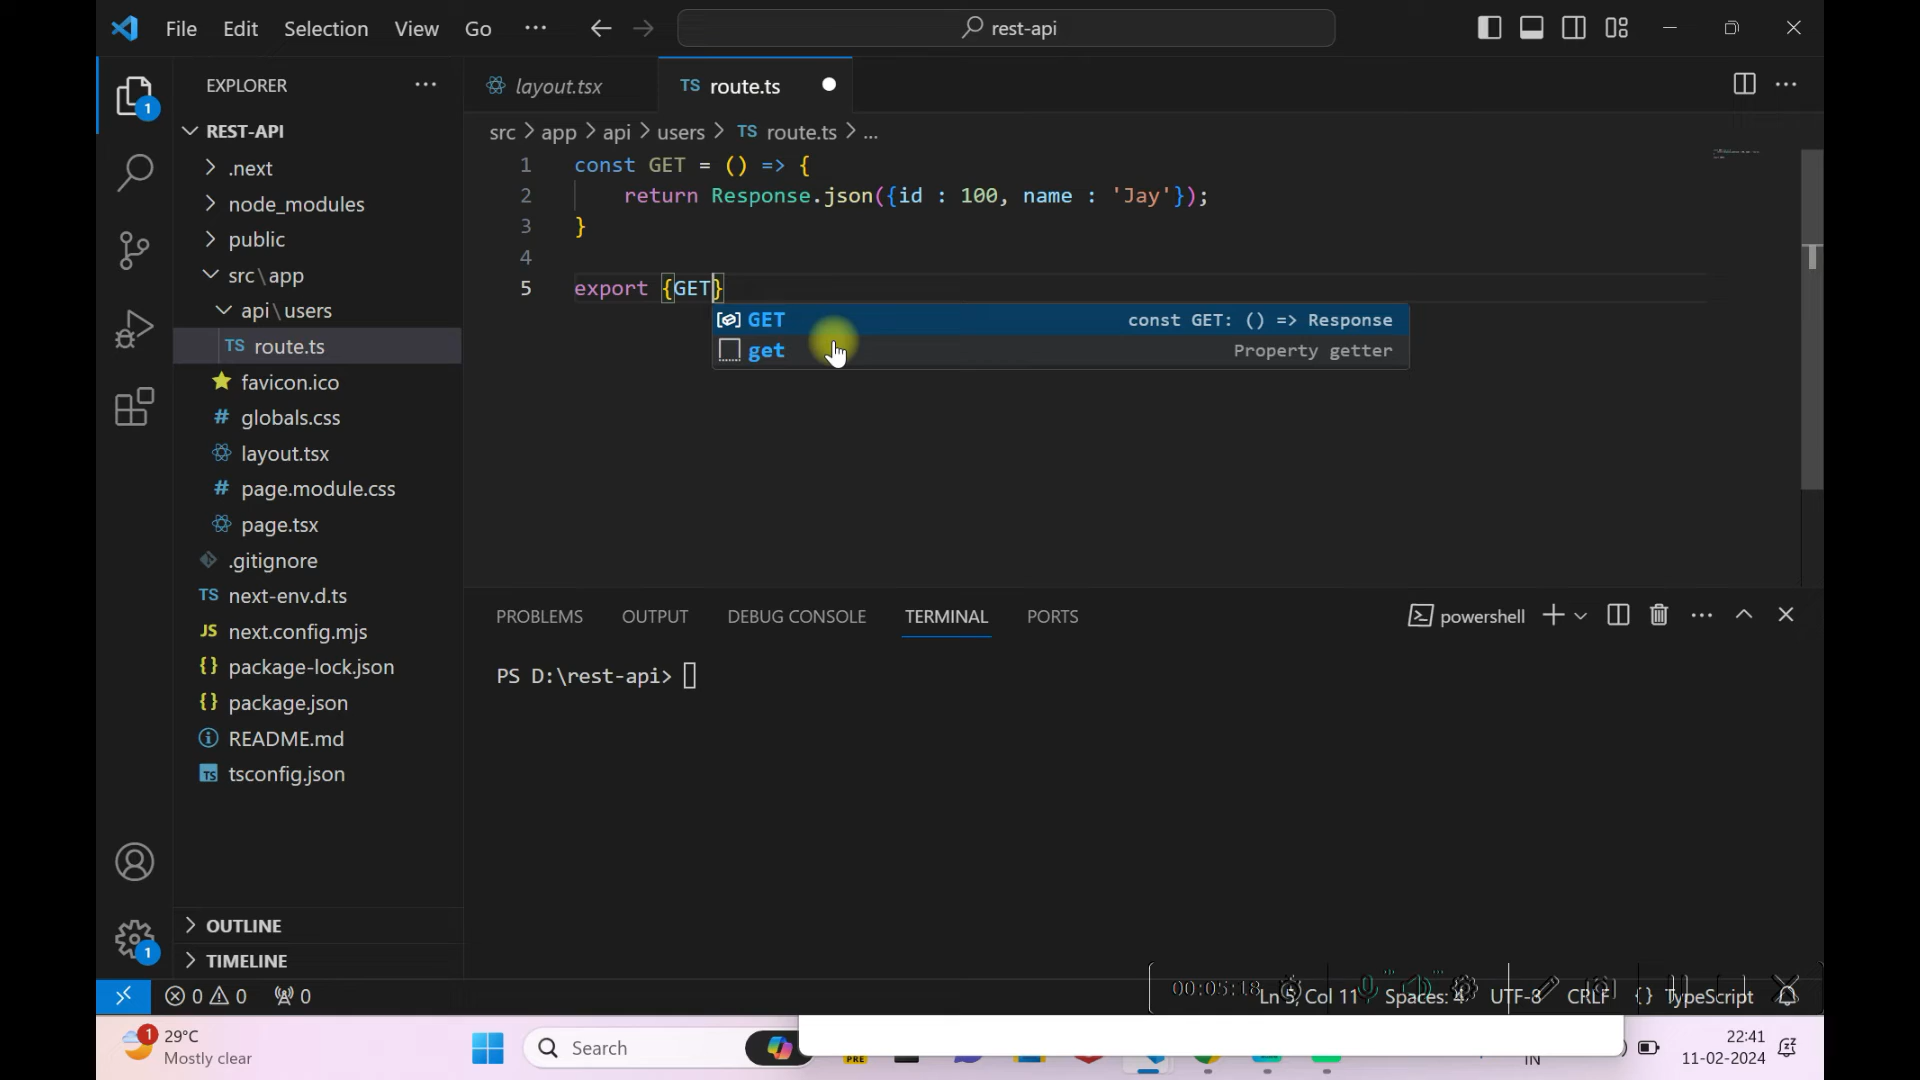 File Edit Selection View Go ··· rest-api
EXPLORER
layout.tsx TS route.ts
src > app > api > users > TS route.ts > ...
REST-API
.next
node_modules
public
src\app
api\users
TS route.ts
favicon.ico
# globals.css
layout.tsx
# page.module.css
page.tsx
.gitignore
TS next-env.d.ts
JS next.config.mjs
{} package-lock.json
{} package.json
README.md
TS tsconfig.json
OUTLINE
TIMELINE
1 const GET = () => {
2 return Response.json({id : 100, name : 'Jay'});
3 }
4
5 export {GET}
GET const GET: () => Response
get Property getter
PROBLEMS OUTPUT DEBUG CONSOLE TERMINAL PORTS powershell
PS D:\rest-api>
1
1
0 0 0
00:05:18
Ln 5, Col 11 Spaces: 4 UTF-8 CRLF {} TypeScript
1 29°C
Mostly clear
Search
PRE
IN
22:41
11-02-2024